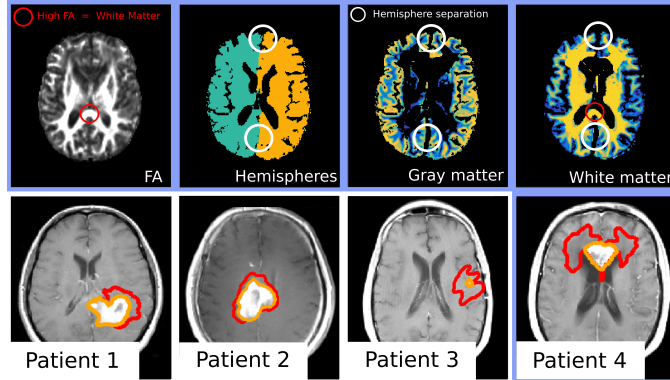 High FA = White Matter
Hemisphere separation
FA
Hemispheres
Gray matter
White matter
Patient 1
Patient 2
Patient 3
Patient 4